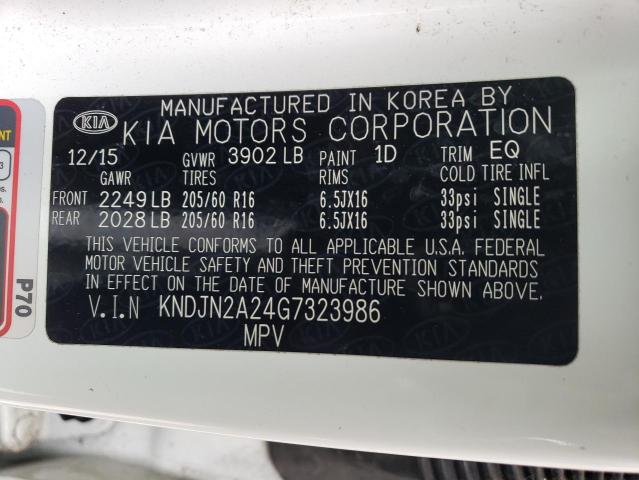 MANUFACTURED IN KOREA BY
KIA KIA MOTORS CORPORATION
12/15 GVWR 3902 LB PAINT 1D TRIM EQ
GAWR TIRES RIMS COLD TIRE INFL
FRONT 2249 LB 205/60 R16 6.5JX16 33psi SINGLE
REAR 2028 LB 205/60 R16 6.5JX16 33psi SINGLE
THIS VEHICLE CONFORMS TO ALL APPLICABLE U.S.A. FEDERAL
MOTOR VEHICLE SAFETY AND THEFT PREVENTION STANDARDS
IN EFFECT ON THE DATE OF MANUFACTURE SHOWN ABOVE.
V.I.N KNDJN2A24G7323986
MPV
P70
3